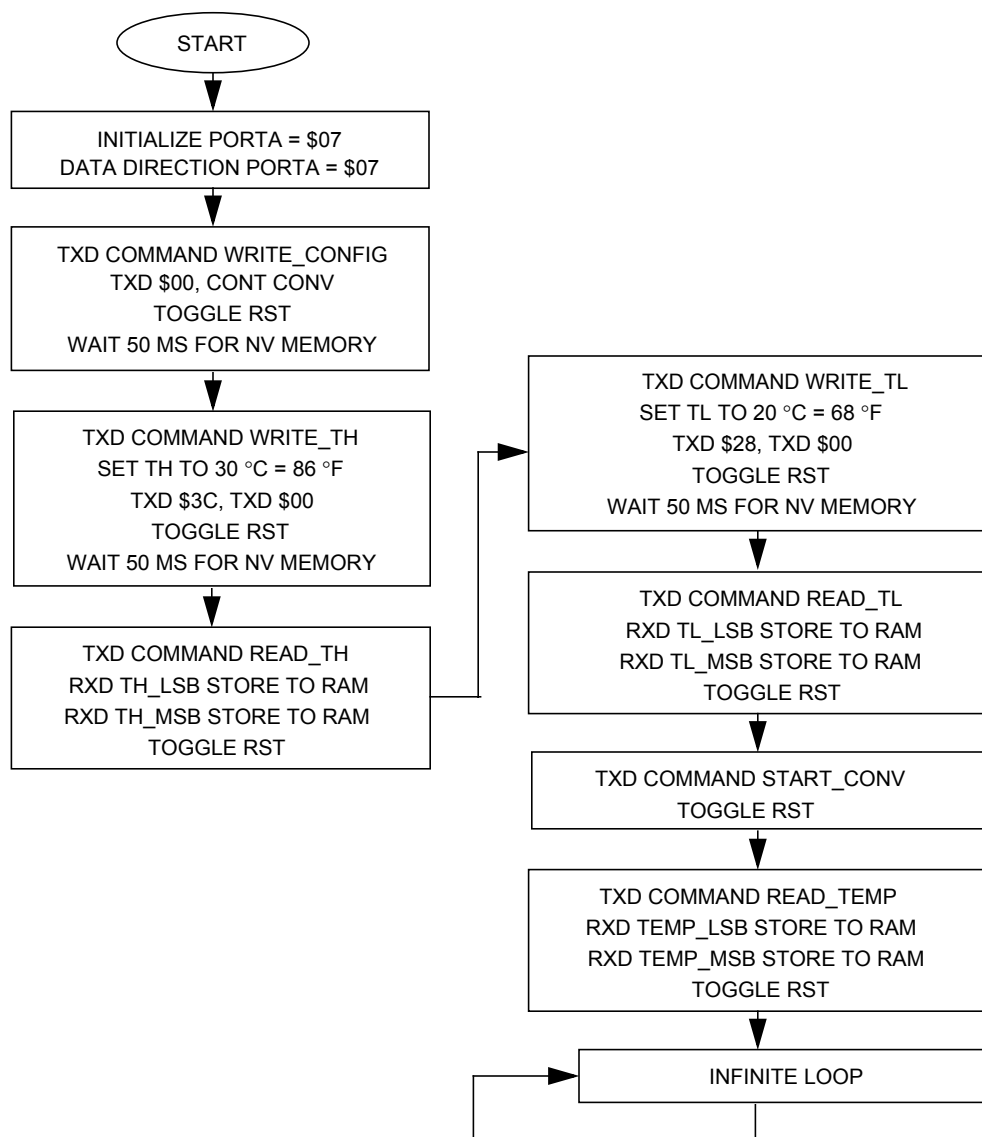 START
INITIALIZE PORTA = $07
DATA DIRECTION PORTA = $07
TXD COMMAND WRITE_CONFIG
TXD $00, CONT CONV
TOGGLE RST
WAIT 50 MS FOR NV MEMORY
TXD COMMAND WRITE_TH
SET TH TO 30 °C = 86 °F
TXD $3C, TXD $00
TOGGLE RST
WAIT 50 MS FOR NV MEMORY
TXD COMMAND READ_TH
RXD TH_LSB STORE TO RAM
RXD TH_MSB STORE TO RAM
TOGGLE RST
TXD COMMAND WRITE_TL
SET TL TO 20 °C = 68 °F
TXD $28, TXD $00
TOGGLE RST
WAIT 50 MS FOR NV MEMORY
TXD COMMAND READ_TL
RXD TL_LSB STORE TO RAM
RXD TL_MSB STORE TO RAM
TOGGLE RST
TXD COMMAND START_CONV
TOGGLE RST
TXD COMMAND READ_TEMP
RXD TEMP_LSB STORE TO RAM
RXD TEMP_MSB STORE TO RAM
TOGGLE RST
INFINITE LOOP